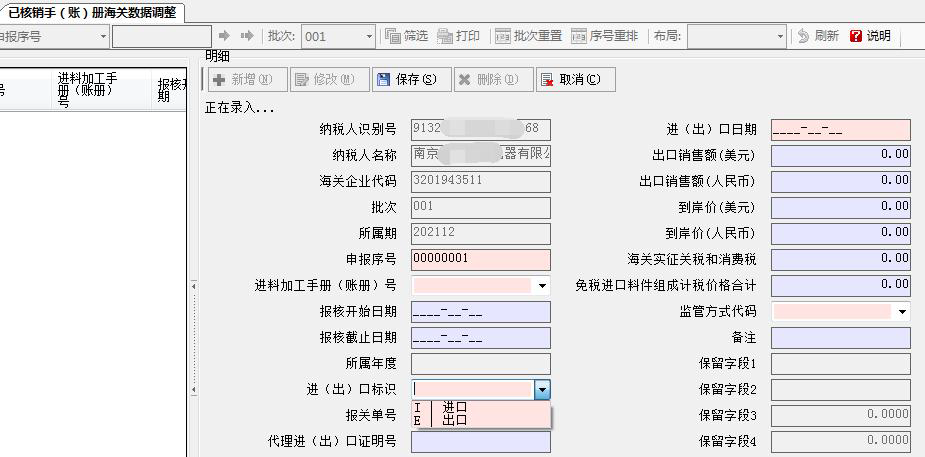 已核销手（账）册海关数据调整
申报序号
批次: 001
筛选
打印
批次重置
序号重排
布局:
刷新
说明
号
进料加工手册（账册）号
报核开期
明细
新增(N)
修改(M)
保存(S)
删除(D)
取消(C)
正在录入...
纳税人识别号 9132 68
进（出）口日期 ____-__-__
纳税人名称 南京 机器有限公
出口销售额(美元) 0.00
海关企业代码 3201943511
出口销售额(人民币) 0.00
批次 001
到岸价(美元) 0.00
所属期 202112
到岸价(人民币) 0.00
申报序号 00000001
海关实征关税和消费税 0.00
进料加工手册（账册）号
免税进口料件组成计税价格合计 0.00
报核开始日期 ____-__-__
监管方式代码
报核截止日期 ____-__-__
备注
所属年度
保留字段1
进（出）口标识
保留字段2
I 进口
E 出口
报关单号
保留字段3 0.0000
代理进（出）口证明号
保留字段4 0.0000